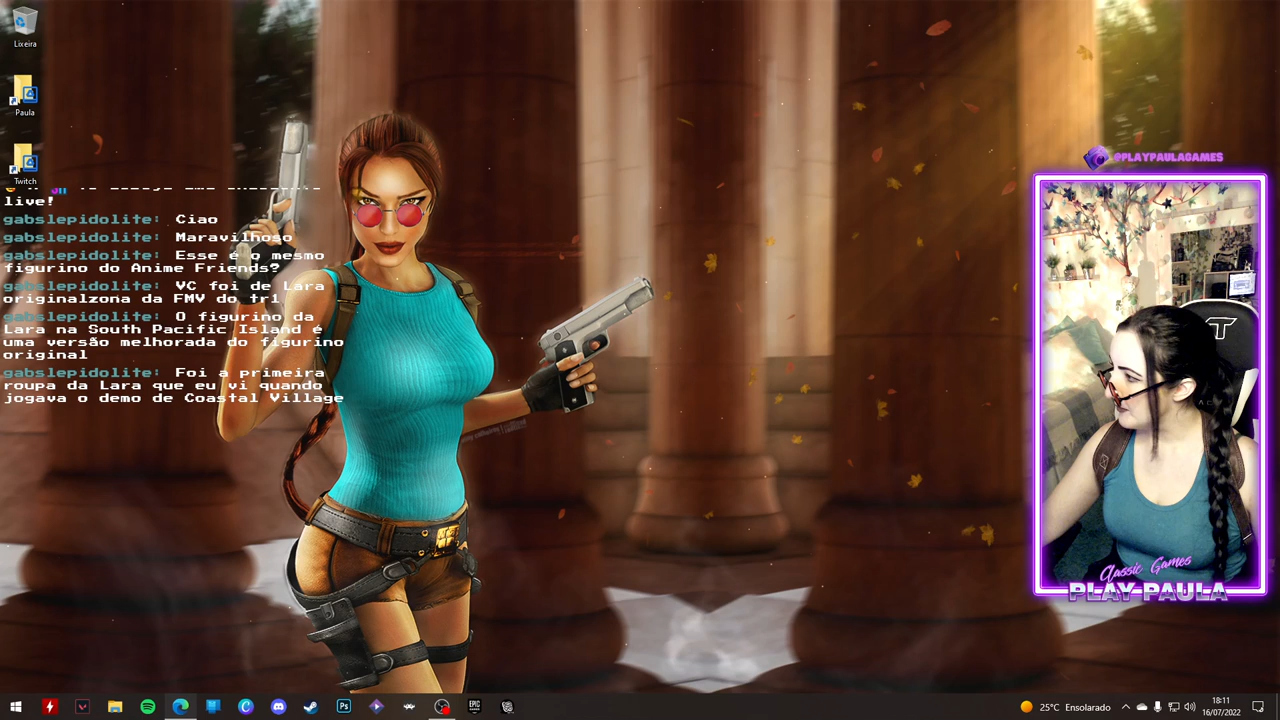 Lixeira
Paula
Twitch
live!
gabslepidolite: Ciao
gabslepidolite: Maravilhoso
gabslepidolite: Esse é o mesmo
figurino do Anime Friends?
gabslepidolite: VC foi de Lara
originalzona da FMV do tr1
gabslepidolite: O figurino da
Lara na South Pacific Island é
uma versão melhorada do figurino
original
gabslepidolite: Foi a primeira
roupa da Lara que eu vi quando
jogava o demo de Coastal Village
@PLAYPAULAGAMES
Classic Games
PLAY PAULA
Ps
EPIC
GAMES
25°C Ensolarado
18:11
16/07/2022